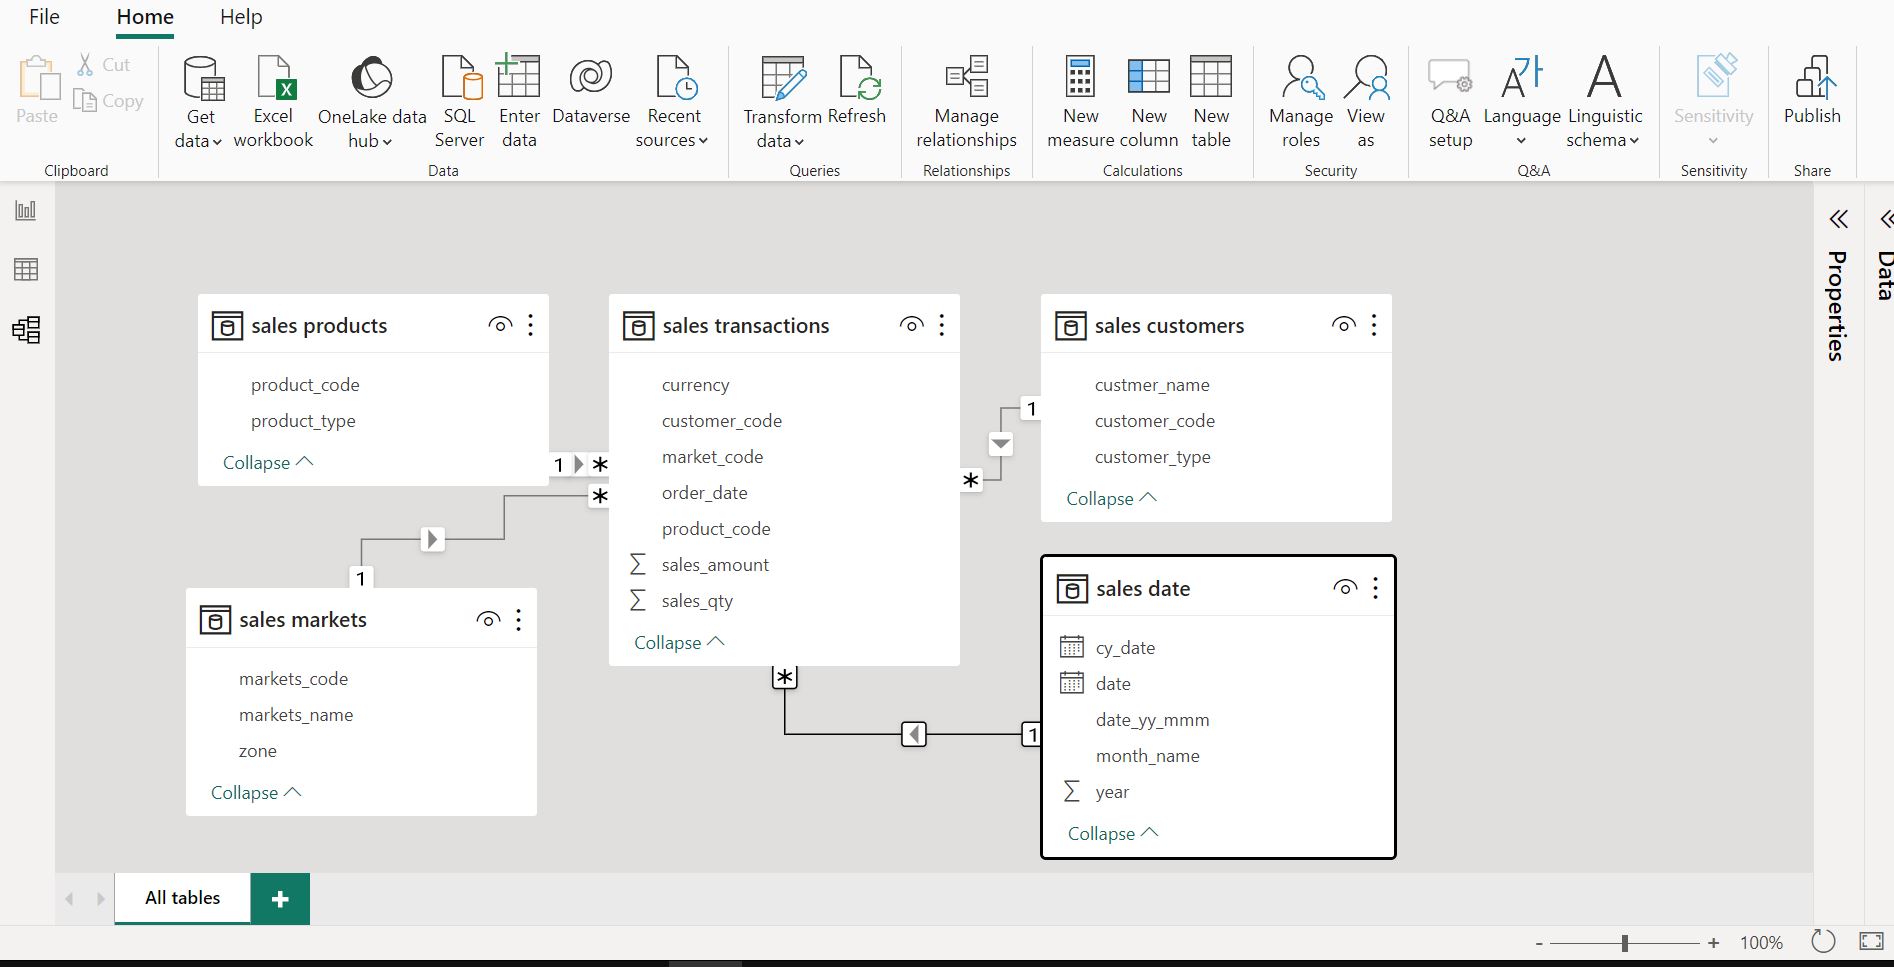 File Home Help
Paste
Cut
Copy
Clipboard
Get data
Excel workbook
OneLake data hub
SQL Server
Enter data
Dataverse
Recent sources
Data
Transform data
Refresh
Queries
Manage relationships
Relationships
New measure
New column
New table
Calculations
Manage roles
View as
Security
Q&A setup
Language
Linguistic schema
Q&A
Sensitivity
Sensitivity
Publish
Share
sales products
product_code
product_type
Collapse
1
*
sales transactions
currency
customer_code
market_code
order_date
product_code
sales_amount
sales_qty
Collapse
sales customers
custmer_name
customer_code
customer_type
Collapse
1
*
*
1
sales markets
markets_code
markets_name
zone
Collapse
*
1
sales date
cy_date
date
date_yy_mmm
month_name
year
Collapse
Properties
Data
All tables
+
- + 100%